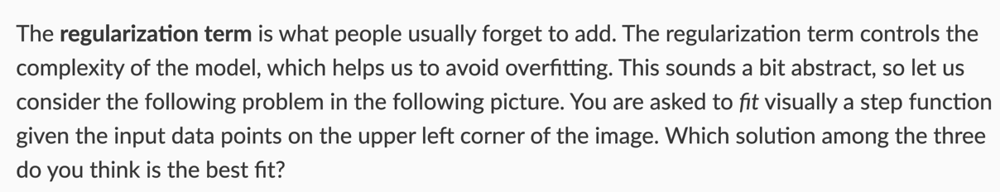 The regularization term is what people usually forget to add. The regularization term controls the
complexity of the model, which helps us to avoid overfitting. This sounds a bit abstract, so let us
consider the following problem in the following picture. You are asked to fit visually a step function
given the input data points on the upper left corner of the image. Which solution among the three
do you think is the best fit?